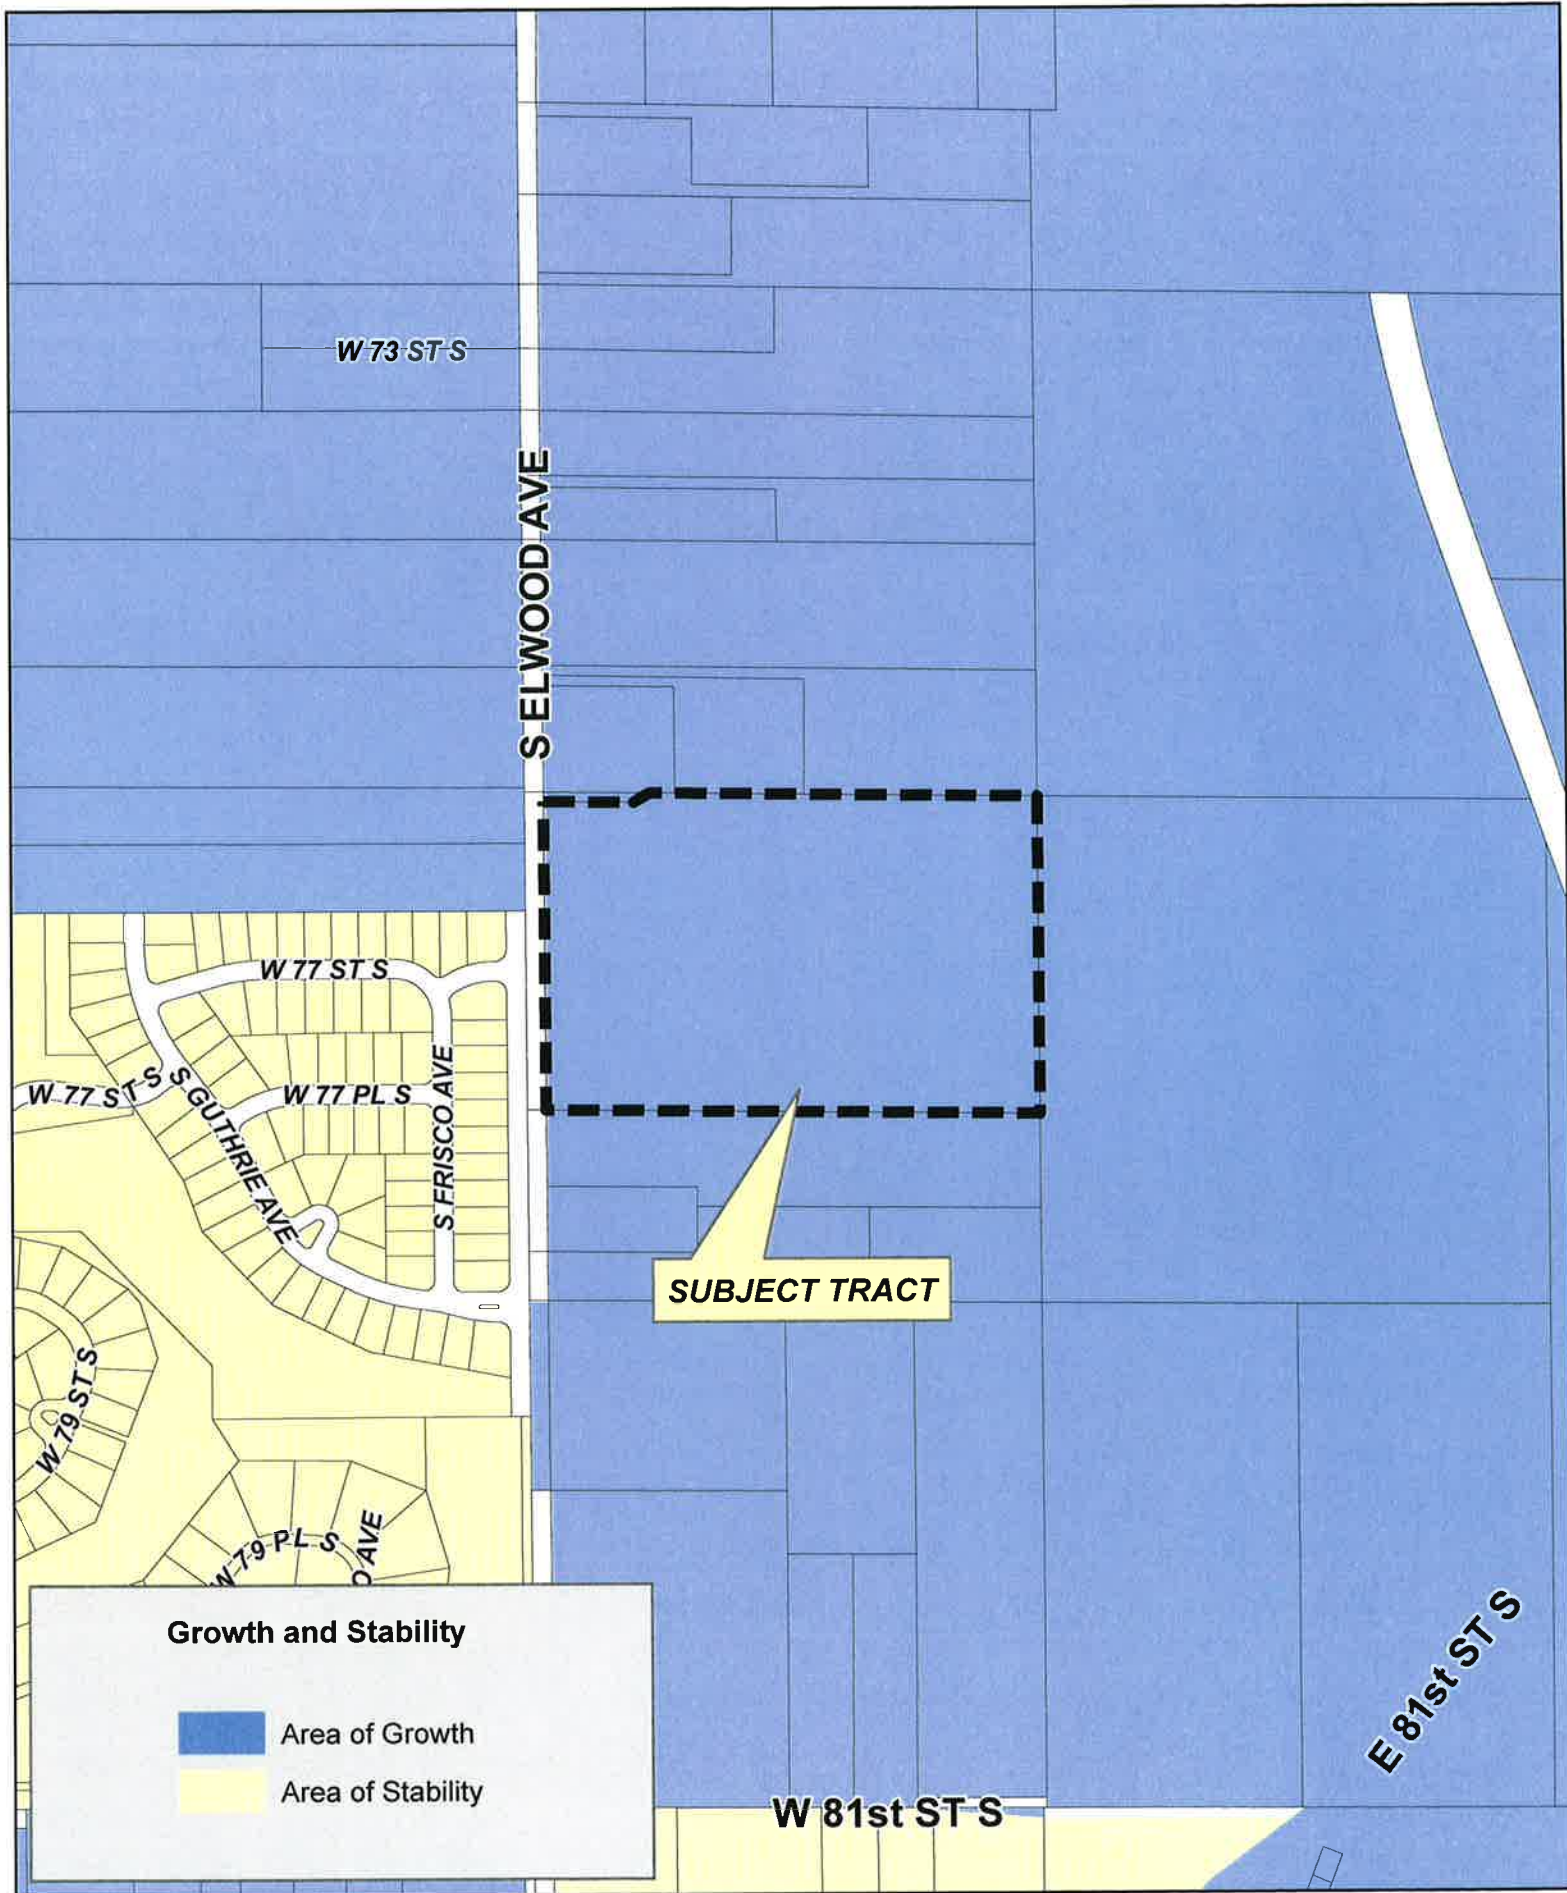 W 73 ST S
S ELWOOD AVE
W 77 ST S
W 77 ST S
S GUTHRIE AVE
W 77 PL S
S FRISCO AVE
SUBJECT TRACT
W 79 ST S
W 79 PL S
O AVE
Growth and Stability
Area of Growth
Area of Stability
E 81st ST S
W 81st ST S